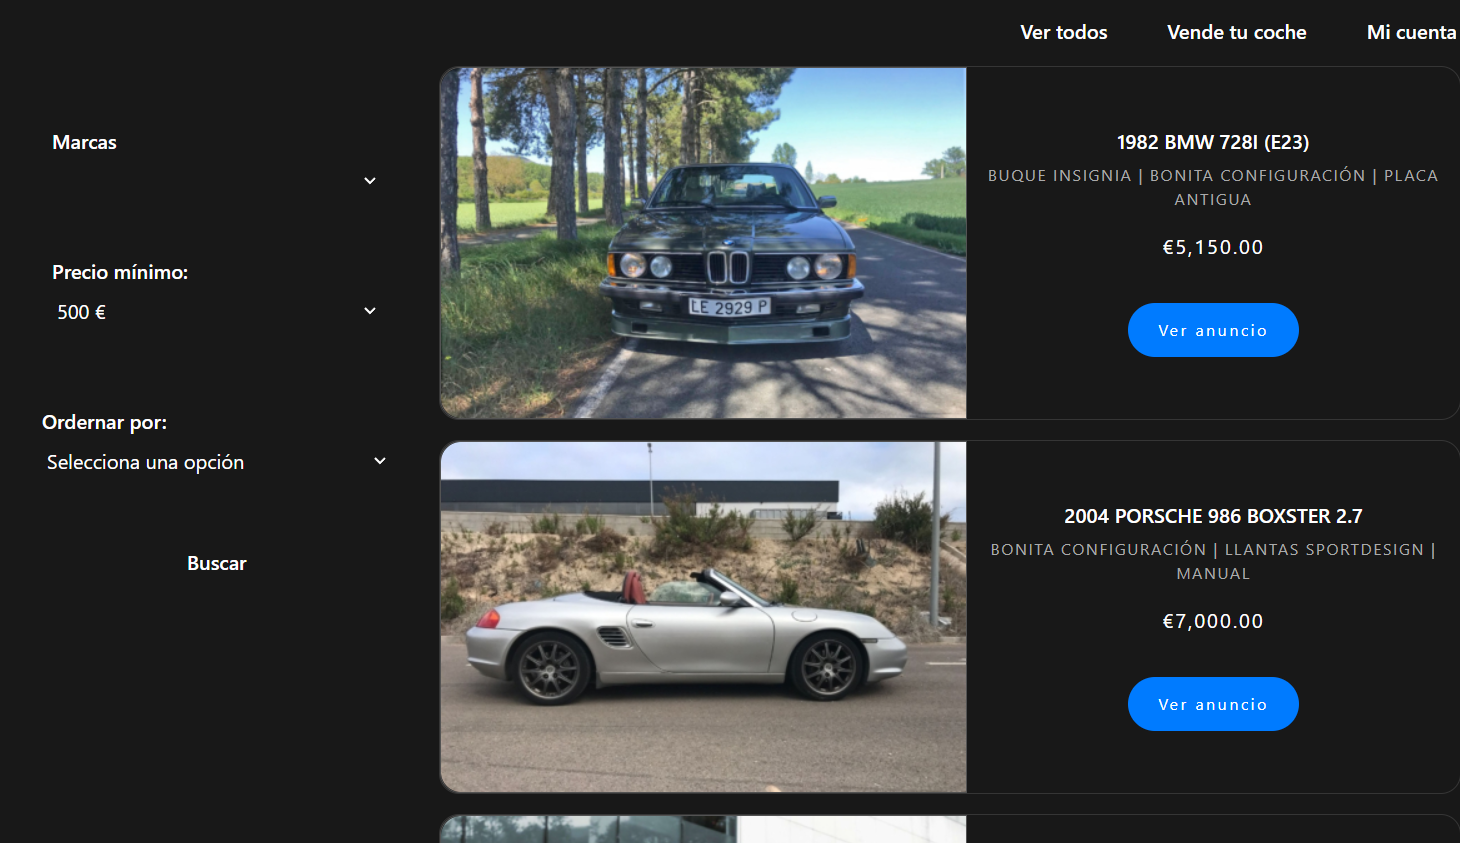 Ver todos
Vende tu coche
Mi cuenta
Marcas
Precio mínimo:
500 €
Ordernar por:
Selecciona una opción
Buscar
LE 2929 P
1982 BMW 728I (E23)
BUQUE INSIGNIA | BONITA CONFIGURACIÓN | PLACA
ANTIGUA
€5,150.00
Ver anuncio
2004 PORSCHE 986 BOXSTER 2.7
BONITA CONFIGURACIÓN | LLANTAS SPORTDESIGN |
MANUAL
€7,000.00
Ver anuncio